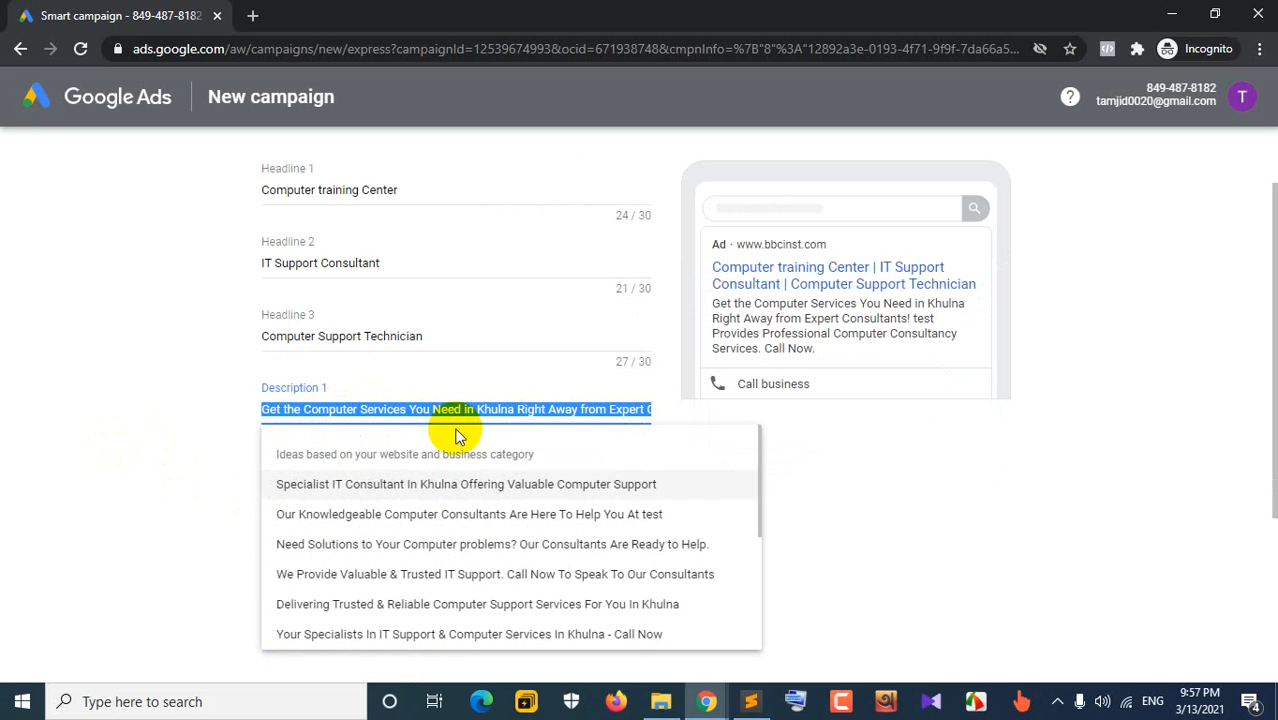 Smart campaign - 849-487-8182
ads.google.com/aw/campaigns/new/express?campaignId=12539674993&ocid=671938748&cmpnInfo=%7B"8"%3A"12892a3e-0193-4f71-9f9f-7da66a5...
Incognito
Google Ads
New campaign
849-487-8182
tamjid0020@gmail.com
T
Headline 1
Computer training Center
24 / 30
Headline 2
IT Support Consultant
21 / 30
Headline 3
Computer Support Technician
27 / 30
Description 1
Get the Computer Services You Need in Khulna Right Away from Expert C
Ideas based on your website and business category
Specialist IT Consultant In Khulna Offering Valuable Computer Support
Our Knowledgeable Computer Consultants Are Here To Help You At test
Need Solutions to Your Computer problems? Our Consultants Are Ready to Help.
We Provide Valuable & Trusted IT Support. Call Now To Speak To Our Consultants
Delivering Trusted & Reliable Computer Support Services For You In Khulna
Your Specialists In IT Support & Computer Services In Khulna - Call Now
Ad · www.bbcinst.com
Computer training Center | IT Support
Consultant | Computer Support Technician
Get the Computer Services You Need in Khulna
Right Away from Expert Consultants! test
Provides Professional Computer Consultancy
Services. Call Now.
Call business
Type here to search
ENG
9:57 PM
3/13/2021
4